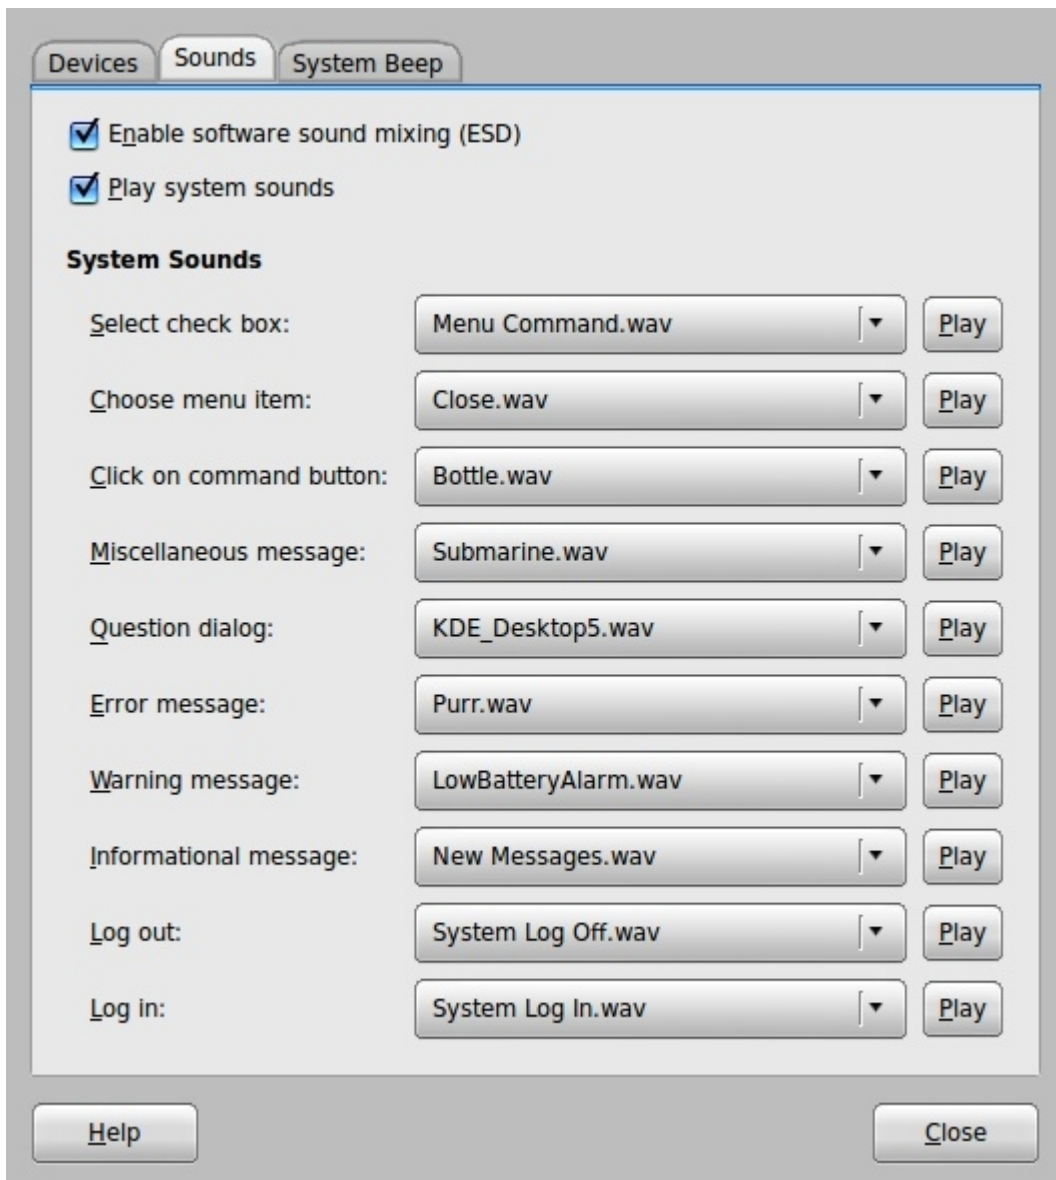 Devices Sounds System Beep
Enable software sound mixing (ESD)
Play system sounds
System Sounds
Select check box: Menu Command.wav Play
Choose menu item: Close.wav Play
Click on command button: Bottle.wav Play
Miscellaneous message: Submarine.wav Play
Question dialog: KDE_Desktop5.wav Play
Error message: Purr.wav Play
Warning message: LowBatteryAlarm.wav Play
Informational message: New Messages.wav Play
Log out: System Log Off.wav Play
Log in: System Log In.wav Play
Help Close